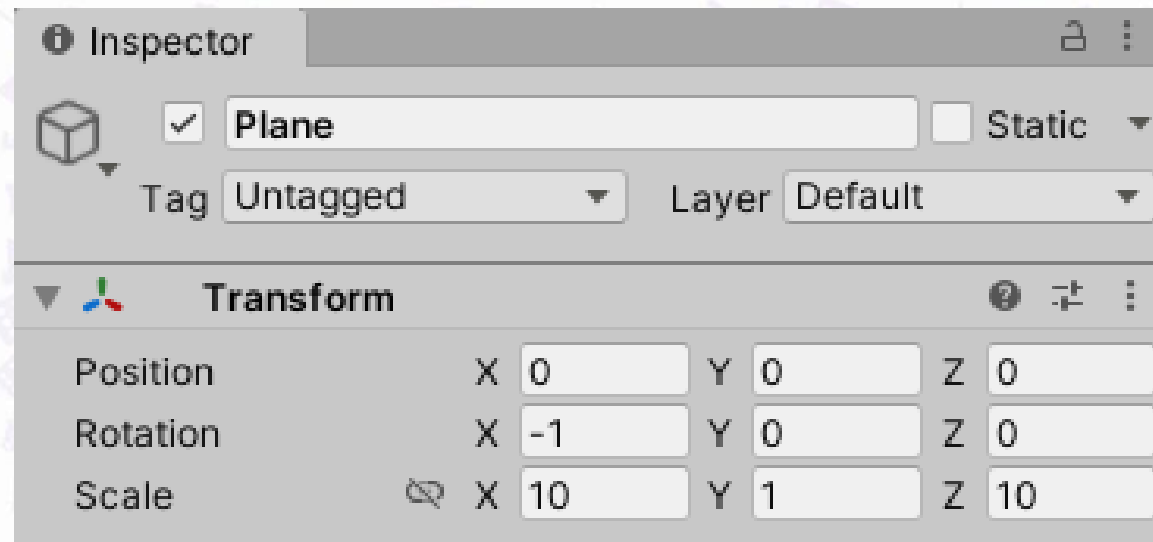 Inspector
Plane Static
Tag Untagged Layer Default
Transform
Position X 0 Y 0 Z 0
Rotation X -1 Y 0 Z 0
Scale X 10 Y 1 Z 10